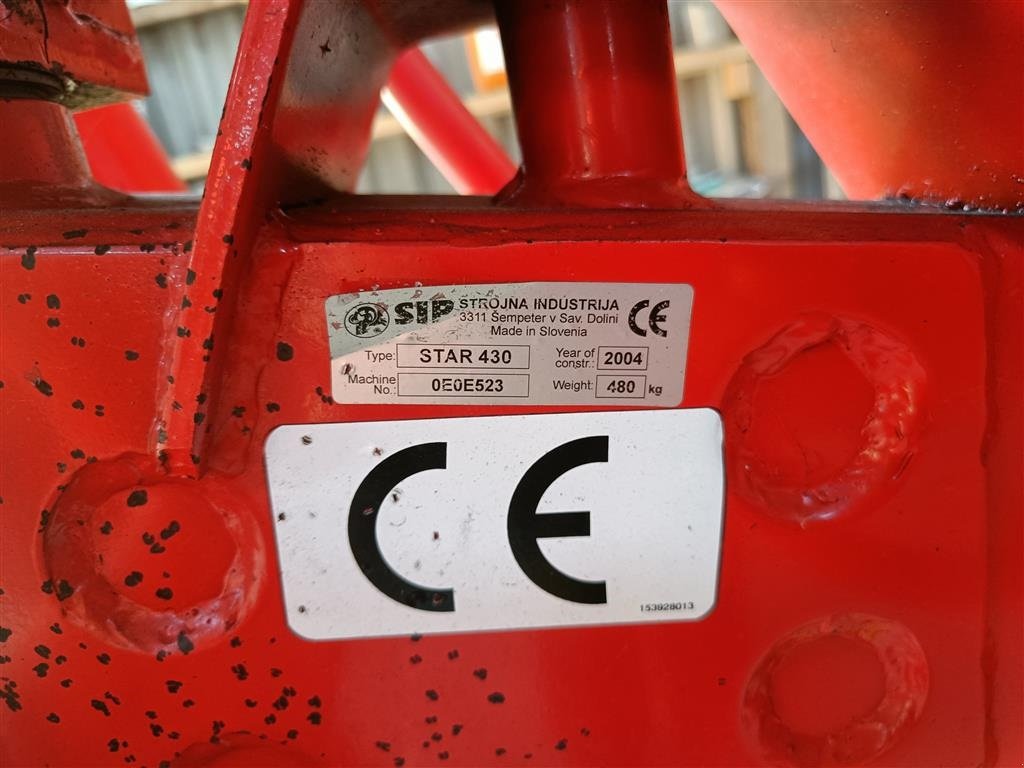 SIP STROJNA INDUSTRIJA
3311 Šempeter v Sav. Dolini
Made in Slovenia
CE
Type: STAR 430
Year of constr.: 2004
Machine No.: 0E0E523
Weight: 480 kg
CE
153928013